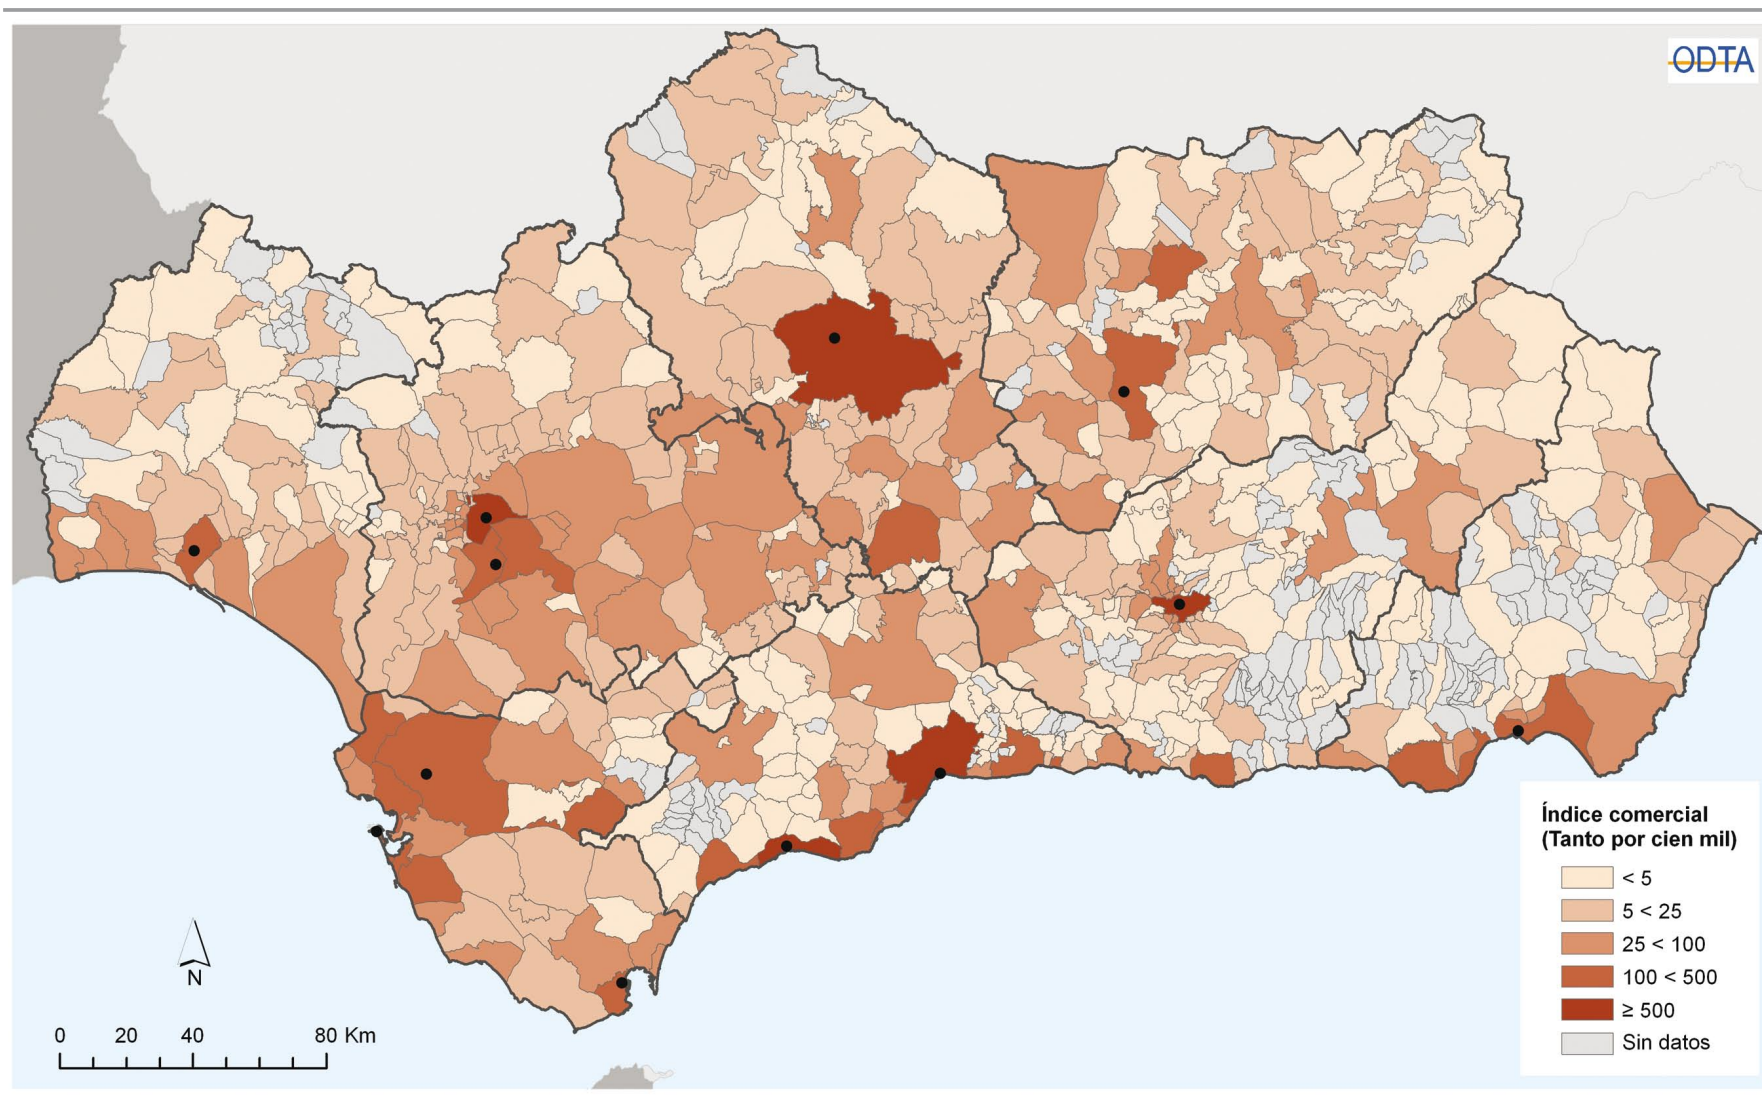 ODTA
Índice comercial
(Tanto por cien mil)
< 5
5 < 25
25 < 100
100 < 500
≥ 500
Sin datos
N
0 20 40 80 Km